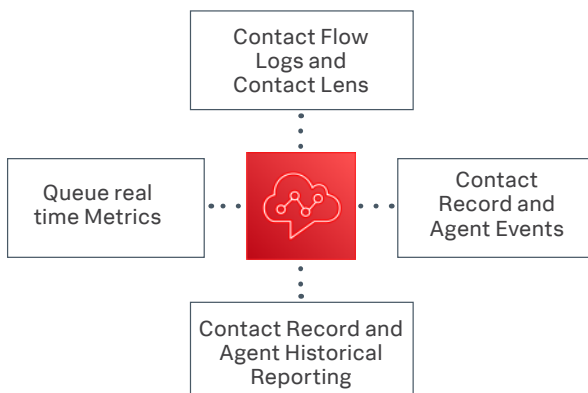 Contact Flow
Logs and
Contact Lens
Queue real
time Metrics
Contact
Record and
Agent Events
Contact Record and
Agent Historical
Reporting